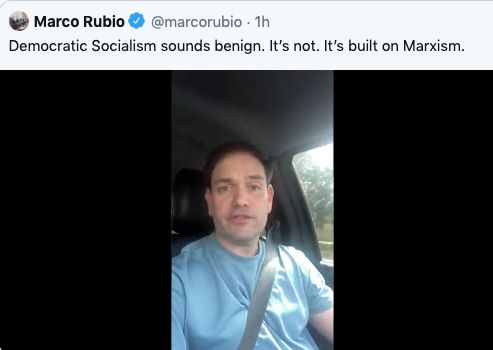 Marco Rubio @marcorubio · 1h
Democratic Socialism sounds benign. It’s not. It’s built on Marxism.